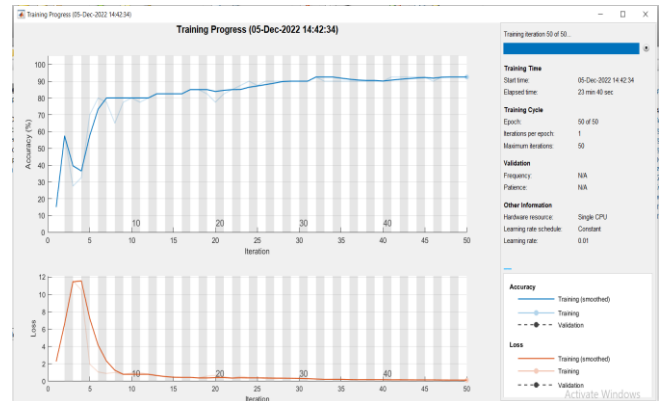 Training Progress (05-Dec-2022 14:42:34)
Training Progress (05-Dec-2022 14:42:34)
Accuracy (%)
100
90
80
70
60
50
40
30
20
10
0
10 20 30 40 50
0 5 10 15 20 25 30 35 40 45 50
Iteration
Loss
12
10
8
6
4
2
0
10 20 30 40
0 5 10 15 20 25 30 35 40 45 50
Iteration
Training iteration 50 of 50...
Training Time
Start time: 05-Dec-2022 14:42:34
Elapsed time: 23 min 40 sec
Training Cycle
Epoch: 50 of 50
Iterations per epoch: 1
Maximum iterations: 50
Validation
Frequency: N/A
Patience: N/A
Other Information
Hardware resource: Single CPU
Learning rate schedule: Constant
Learning rate: 0.01
Accuracy
Training (smoothed)
Training
Validation
Loss
Training (smoothed)
Training
Validation
Activate Windows